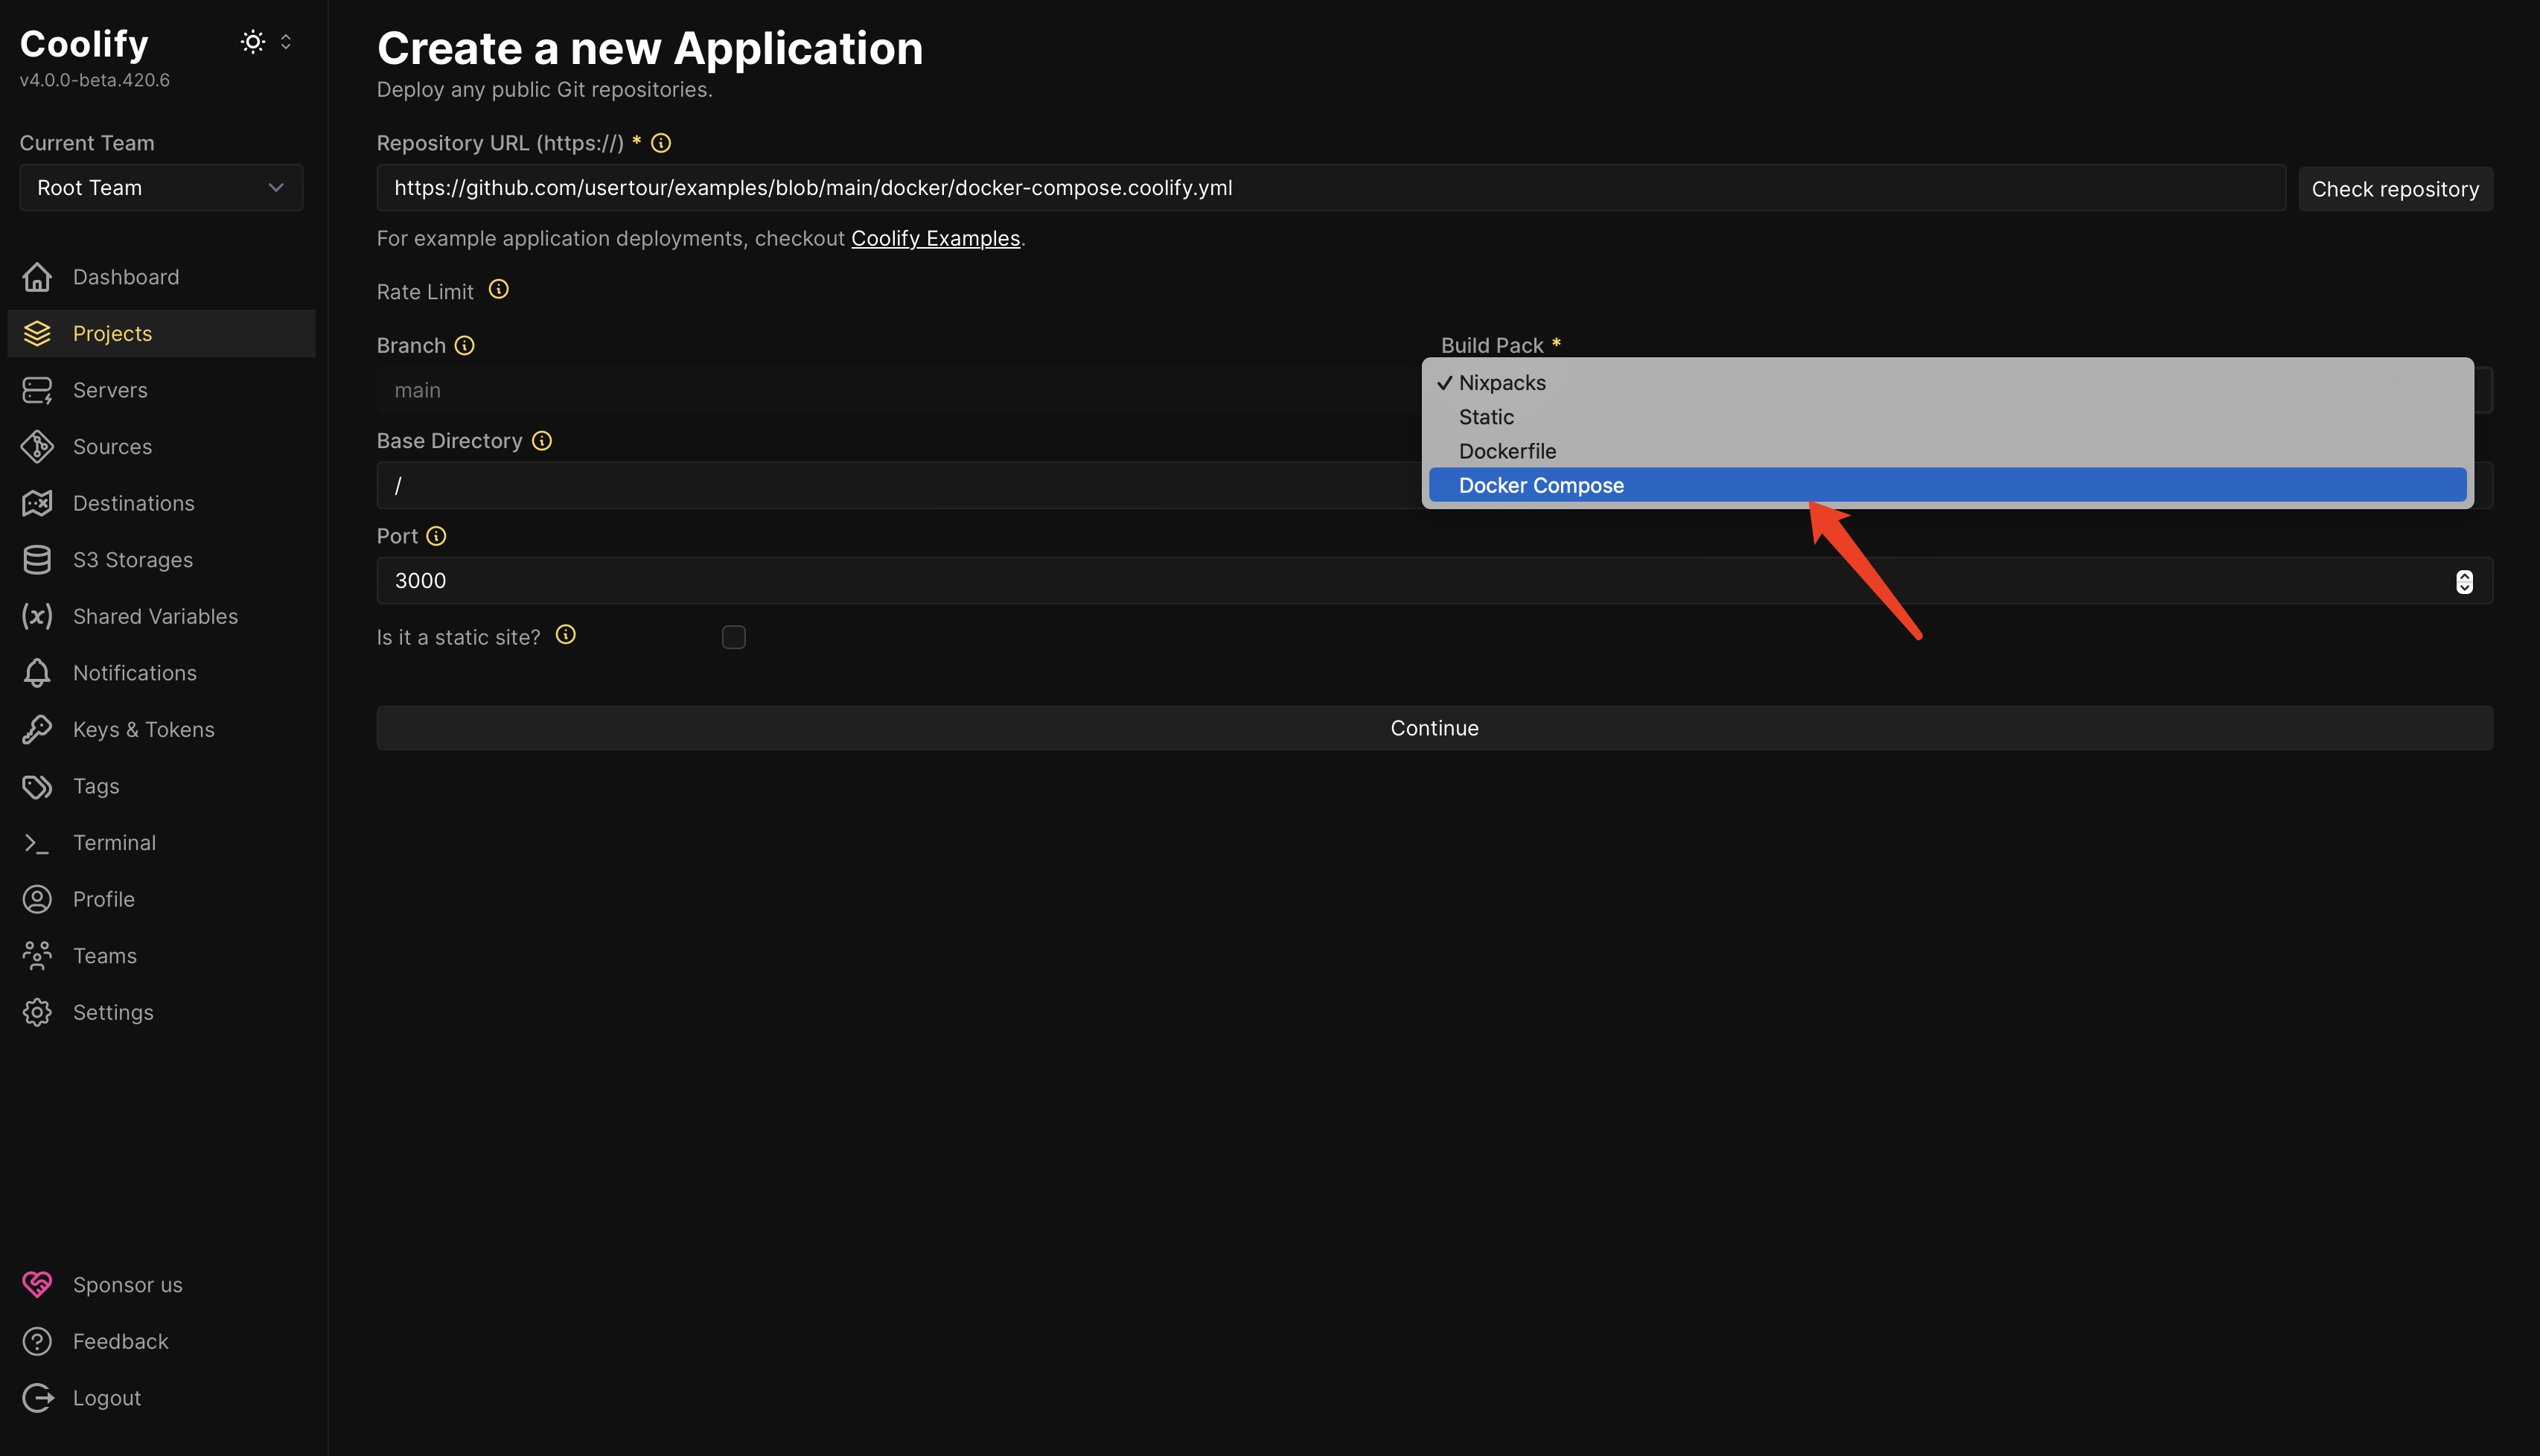 Coolify
v4.0.0-beta.420.6
Current Team
Root Team
Dashboard
Projects
Servers
Sources
Destinations
S3 Storages
Shared Variables
Notifications
Keys & Tokens
Tags
Terminal
Profile
Teams
Settings
Sponsor us
Feedback
Logout
Create a new Application
Deploy any public Git repositories.
Repository URL (https://) *
https://github.com/usertour/examples/blob/main/docker/docker-compose.coolify.yml
Check repository
For example application deployments, checkout Coolify Examples.
Rate Limit
Branch
main
Build Pack *
✓ Nixpacks
Static
Dockerfile
Docker Compose
Base Directory
/
Port
3000
Is it a static site?
Continue